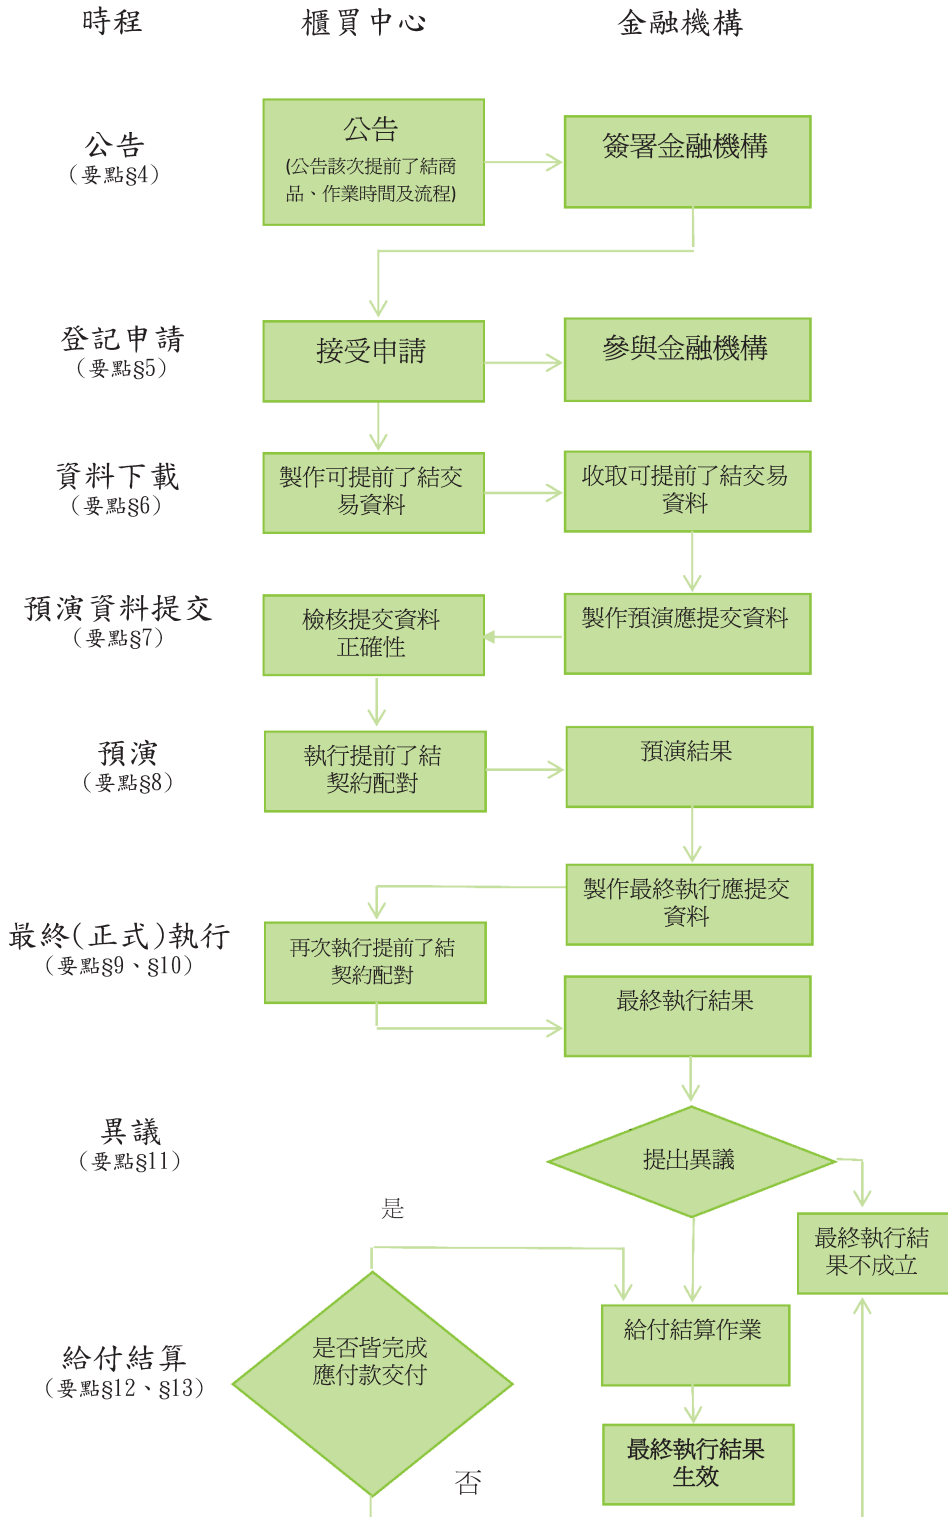 時程 櫃買中心 金融機構
公告
(要點§4)
公告
(公告該次提前了結商
品、作業時間及流程)
簽署金融機構
登記申請
(要點§5)
接受申請
參與金融機構
資料下載
(要點§6)
製作可提前了結交
易資料
收取可提前了結交易
資料
預演資料提交
(要點§7)
檢核提交資料
正確性
製作預演應提交資料
預演
(要點§8)
執行提前了結
契約配對
預演結果
製作最終執行應提交
資料
最終(正式)執行
(要點§9、§10)
再次執行提前了結
契約配對
最終執行結果
異議
(要點§11)
提出異議
是
最終執行結
果不成立
給付結算
(要點§12、§13)
是否皆完成
應付款交付
給付結算作業
最終執行結果
生效
否